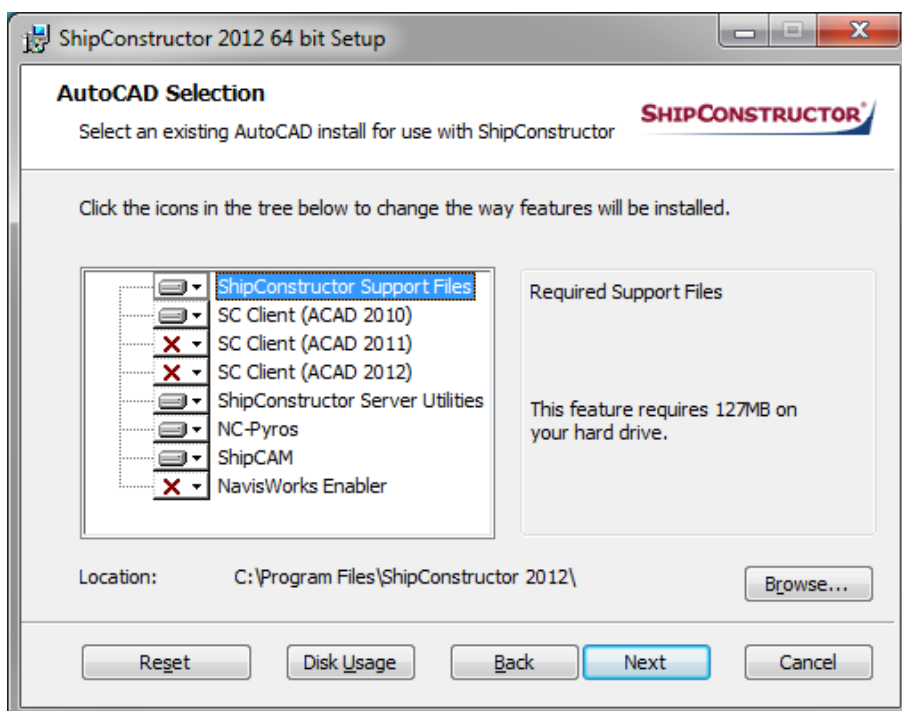 ShipConstructor 2012 64 bit Setup
AutoCAD Selection
Select an existing AutoCAD install for use with ShipConstructor
SHIPCONSTRUCTOR®
Click the icons in the tree below to change the way features will be installed.
ShipConstructor Support Files
SC Client (ACAD 2010)
SC Client (ACAD 2011)
SC Client (ACAD 2012)
ShipConstructor Server Utilities
NC-Pyros
ShipCAM
NavisWorks Enabler
Required Support Files
This feature requires 127MB on
your hard drive.
Location: C:\Program Files\ShipConstructor 2012\
Browse...
Reset Disk Usage Back Next Cancel